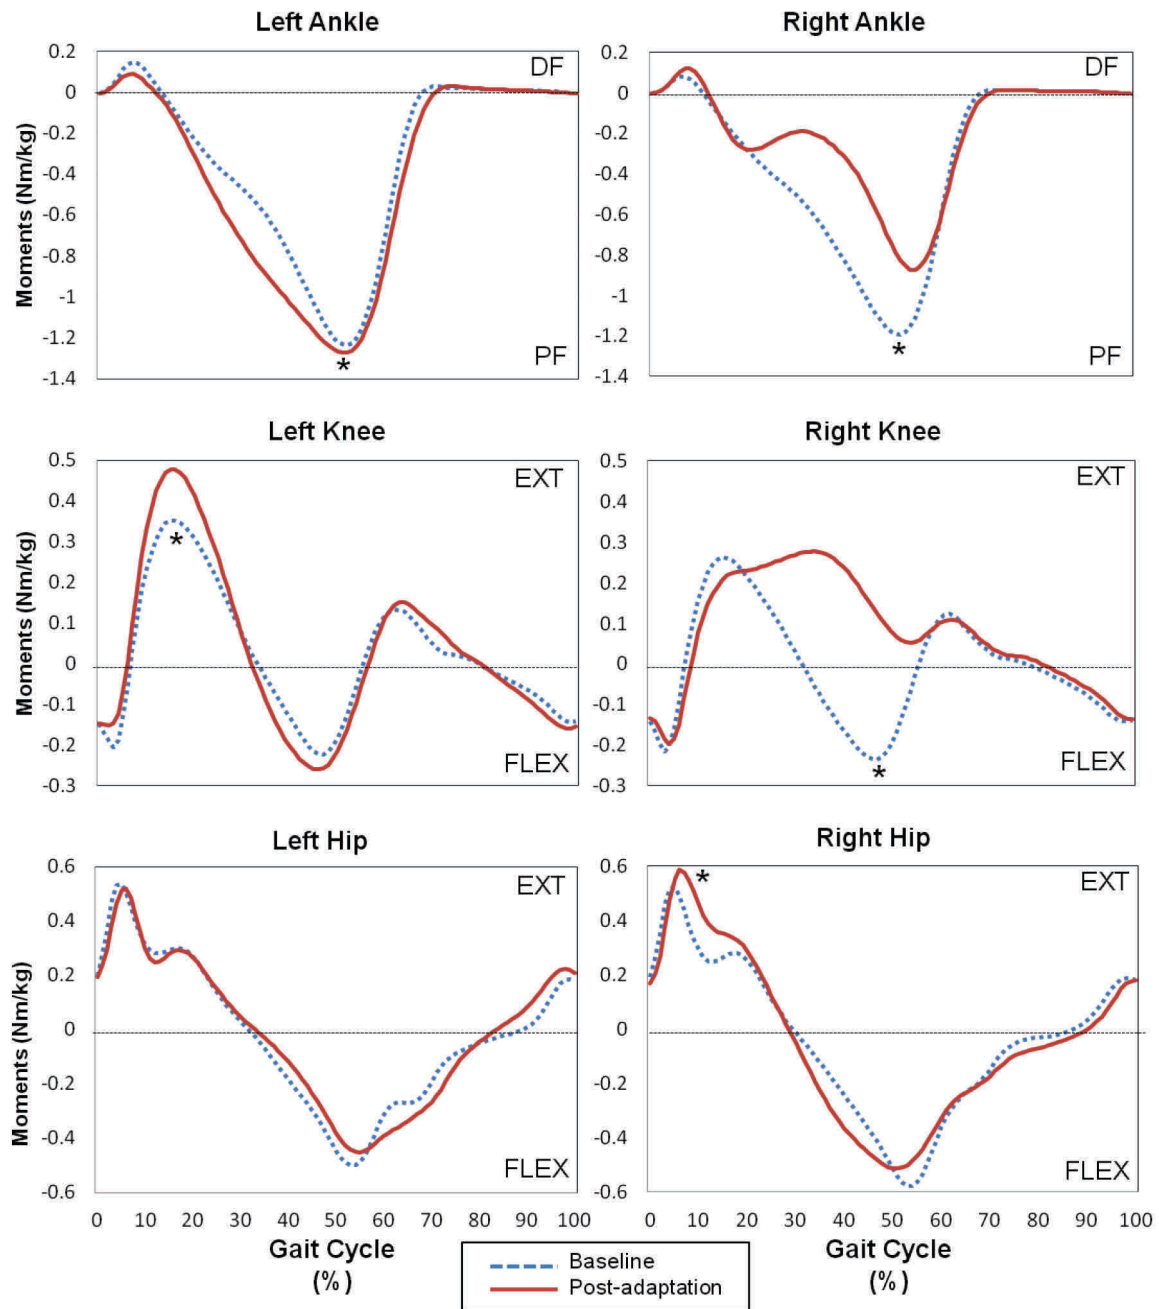 Left Ankle
Right Ankle
Moments (Nm/kg)
0.2
0
-0.2
-0.4
-0.6
-0.8
-1
-1.2
-1.4
DF
PF
*
0.2
0
-0.2
-0.4
-0.6
-0.8
-1
-1.2
-1.4
DF
PF
*
Left Knee
Right Knee
Moments (Nm/kg)
0.5
0.4
0.3
0.2
0.1
0
-0.1
-0.2
-0.3
EXT
FLEX
*
0.5
0.4
0.3
0.2
0.1
0
-0.1
-0.2
-0.3
EXT
FLEX
*
Left Hip
Right Hip
Moments (Nm/kg)
0.6
0.4
0.2
0
-0.2
-0.4
-0.6
EXT
FLEX
0.6
0.4
0.2
0
-0.2
-0.4
-0.6
EXT
FLEX
*
0 10 20 30 40 50 60 70 80 90 100
0 10 20 30 40 50 60 70 80 90 100
Gait Cycle
(%)
Gait Cycle
(%)
Baseline
Post-adaptation